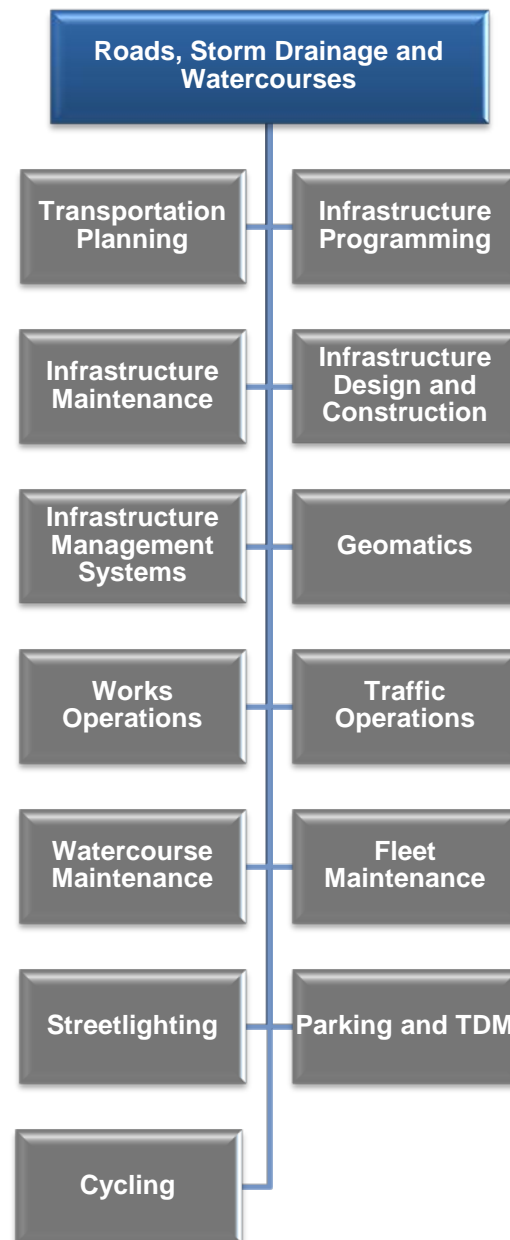 Roads, Storm Drainage and
Watercourses
Transportation
Planning
Infrastructure
Programming
Infrastructure
Maintenance
Infrastructure
Design and
Construction
Infrastructure
Management
Systems
Geomatics
Works
Operations
Traffic
Operations
Watercourse
Maintenance
Fleet
Maintenance
Streetlighting
Parking and TDM
Cycling